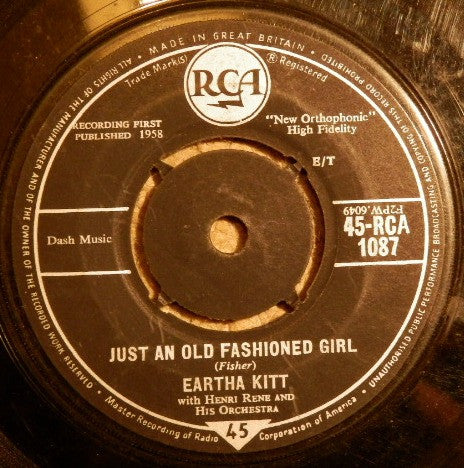 MADE IN GREAT BRITAIN ·
ALL RIGHTS OF THE MANUFACTURER AND OF THE OWNER OF THE RECORDED WORK RESERVED
UNAUTHORISED PUBLIC PERFORMANCE BROADCASTING AND COPYING OF THIS RECORD PROHIBITED
Trade Mark(s)
RCA
® Registered
RECORDING FIRST
PUBLISHED 1958
"New Orthophonic"
High Fidelity
E/T
F2PW.6049
45-RCA
1087
Dash Music
JUST AN OLD FASHIONED GIRL
(Fisher)
EARTHA KITT
with HENRI RENE AND
HIS ORCHESTRA
45
Master Recording of Radio Corporation of America.